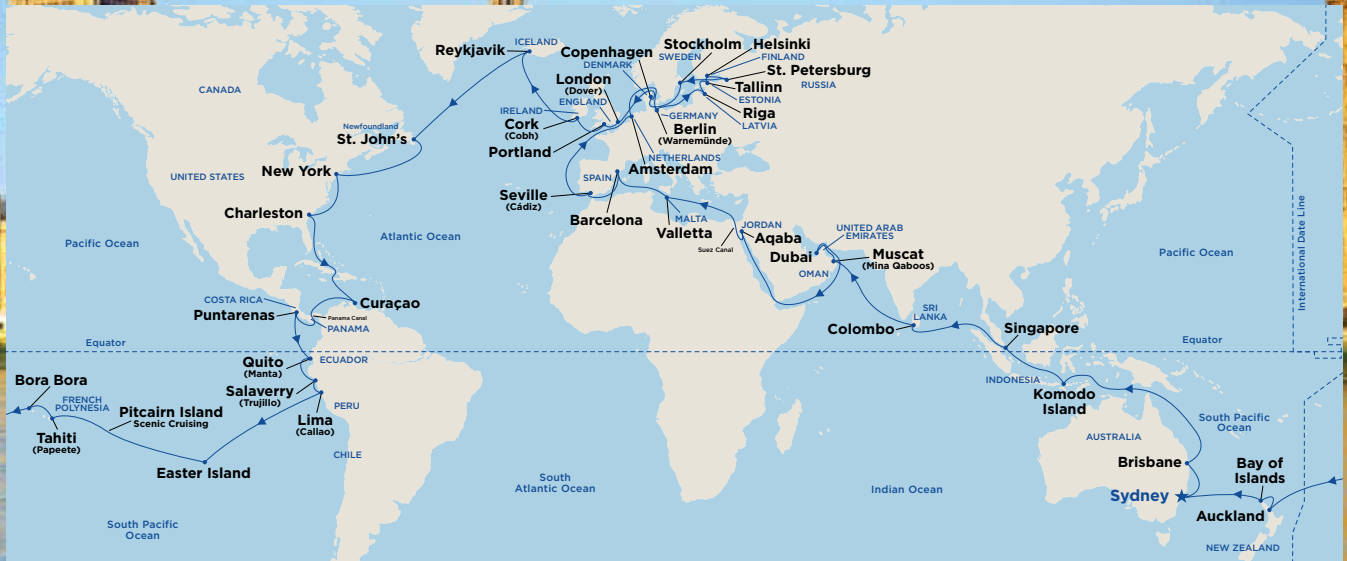 ICELAND
Reykjavik
Copenhagen
DENMARK
Stockholm
SWEDEN
Helsinki
FINLAND
St. Petersburg
RUSSIA
London
(Dover)
ENGLAND
Tallinn
ESTONIA
CANADA
IRELAND
Cork
(Cobh)
GERMANY
Berlin
(Warnemünde)
Riga
LATVIA
Newfoundland
St. John's
Portland
NETHERLANDS
Amsterdam
UNITED STATES
New York
SPAIN
Seville
(Cádiz)
Charleston
Barcelona
MALTA
Valletta
JORDAN
Aqaba
Suez Canal
UNITED ARAB
EMIRATES
Dubai
Muscat
(Mina Qaboos)
OMAN
Pacific Ocean
Atlantic Ocean
Pacific Ocean
International Date Line
COSTA RICA
Puntarenas
Curaçao
Panama Canal
PANAMA
SRI
LANKA
Colombo
Singapore
Equator
Equator
Quito
(Manta)
ECUADOR
Bora Bora
FRENCH
POLYNESIA
Salaverry
(Trujillo)
INDONESIA
Komodo
Island
Tahiti
(Papeete)
Pitcairn Island
Scenic Cruising
PERU
Lima
(Callao)
South Pacific
Ocean
AUSTRALIA
CHILE
Easter Island
Brisbane
Bay of
Islands
South
Atlantic Ocean
Indian Ocean
Sydney
Auckland
South Pacific
Ocean
NEW ZEALAND